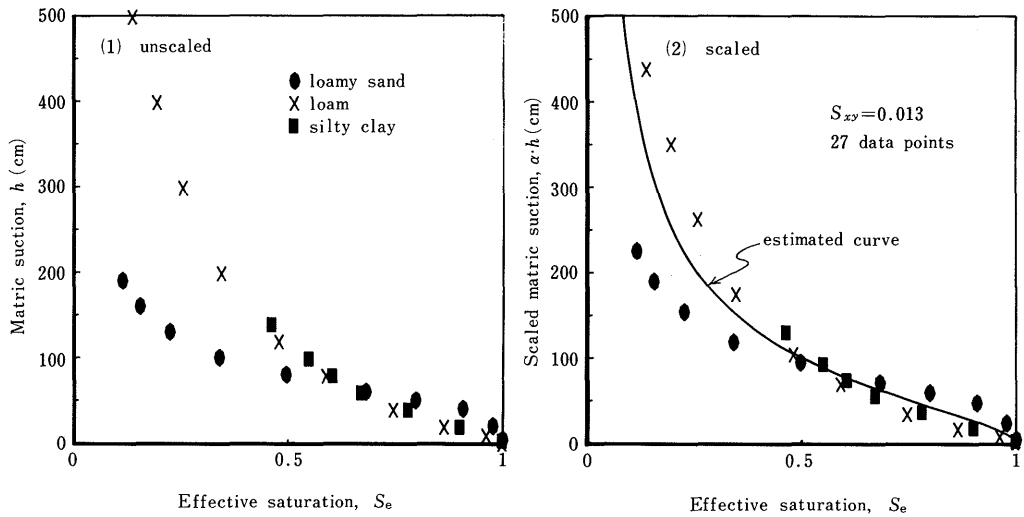 500
400
300
200
100
0
Matric suction, h (cm)
(1) unscaled
loamy sand
loam
silty clay
0
0.5
1
Effective saturation, Se
500
400
300
200
100
0
Scaled matric suction, α·h (cm)
(2) scaled
Sxy=0.013
27 data points
estimated curve
0
0.5
1
Effective saturation, Se